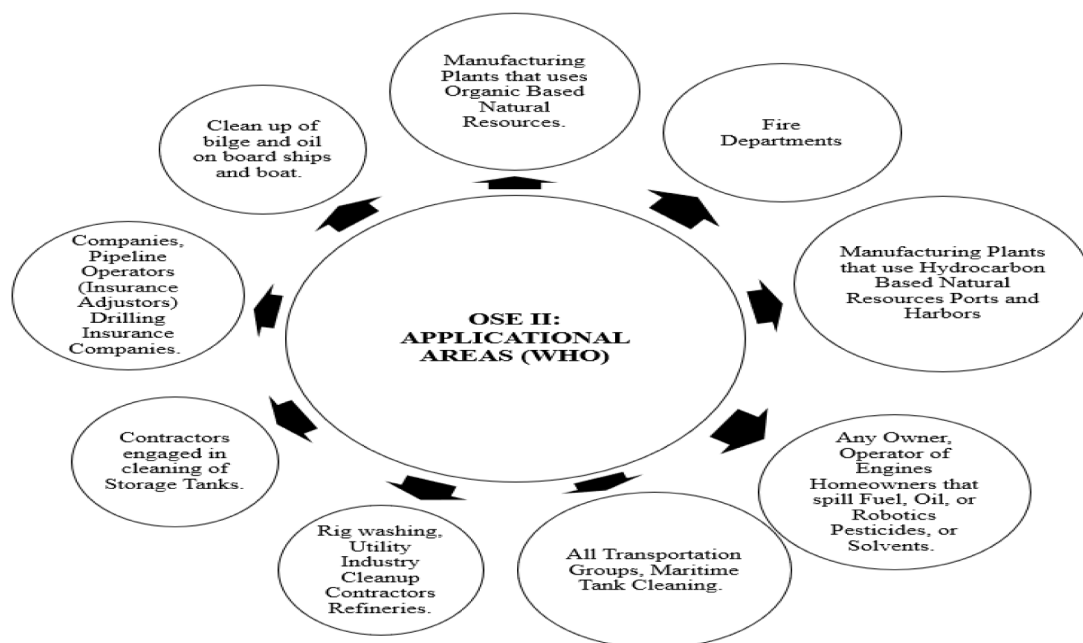 Manufacturing
Plants that uses
Organic Based
Natural
Resources.
Fire
Departments
Manufacturing Plants
that use Hydrocarbon
Based Natural
Resources Ports and
Harbors
Any Owner,
Operator of
Engines
Homeowners that
spill Fuel, Oil, or
Robotics
Pesticides, or
Solvents.
All Transportation
Groups, Maritime
Tank Cleaning.
Rig washing,
Utility
Industry
Cleanup
Contractors
Refineries.
Contractors
engaged in
cleaning of
Storage Tanks.
Companies,
Pipeline
Operators
(Insurance
Adjustors)
Drilling
Insurance
Companies.
Clean up of
bilge and oil
on board ships
and boat.
OSE II:
APPLICATIONAL
AREAS (WHO)